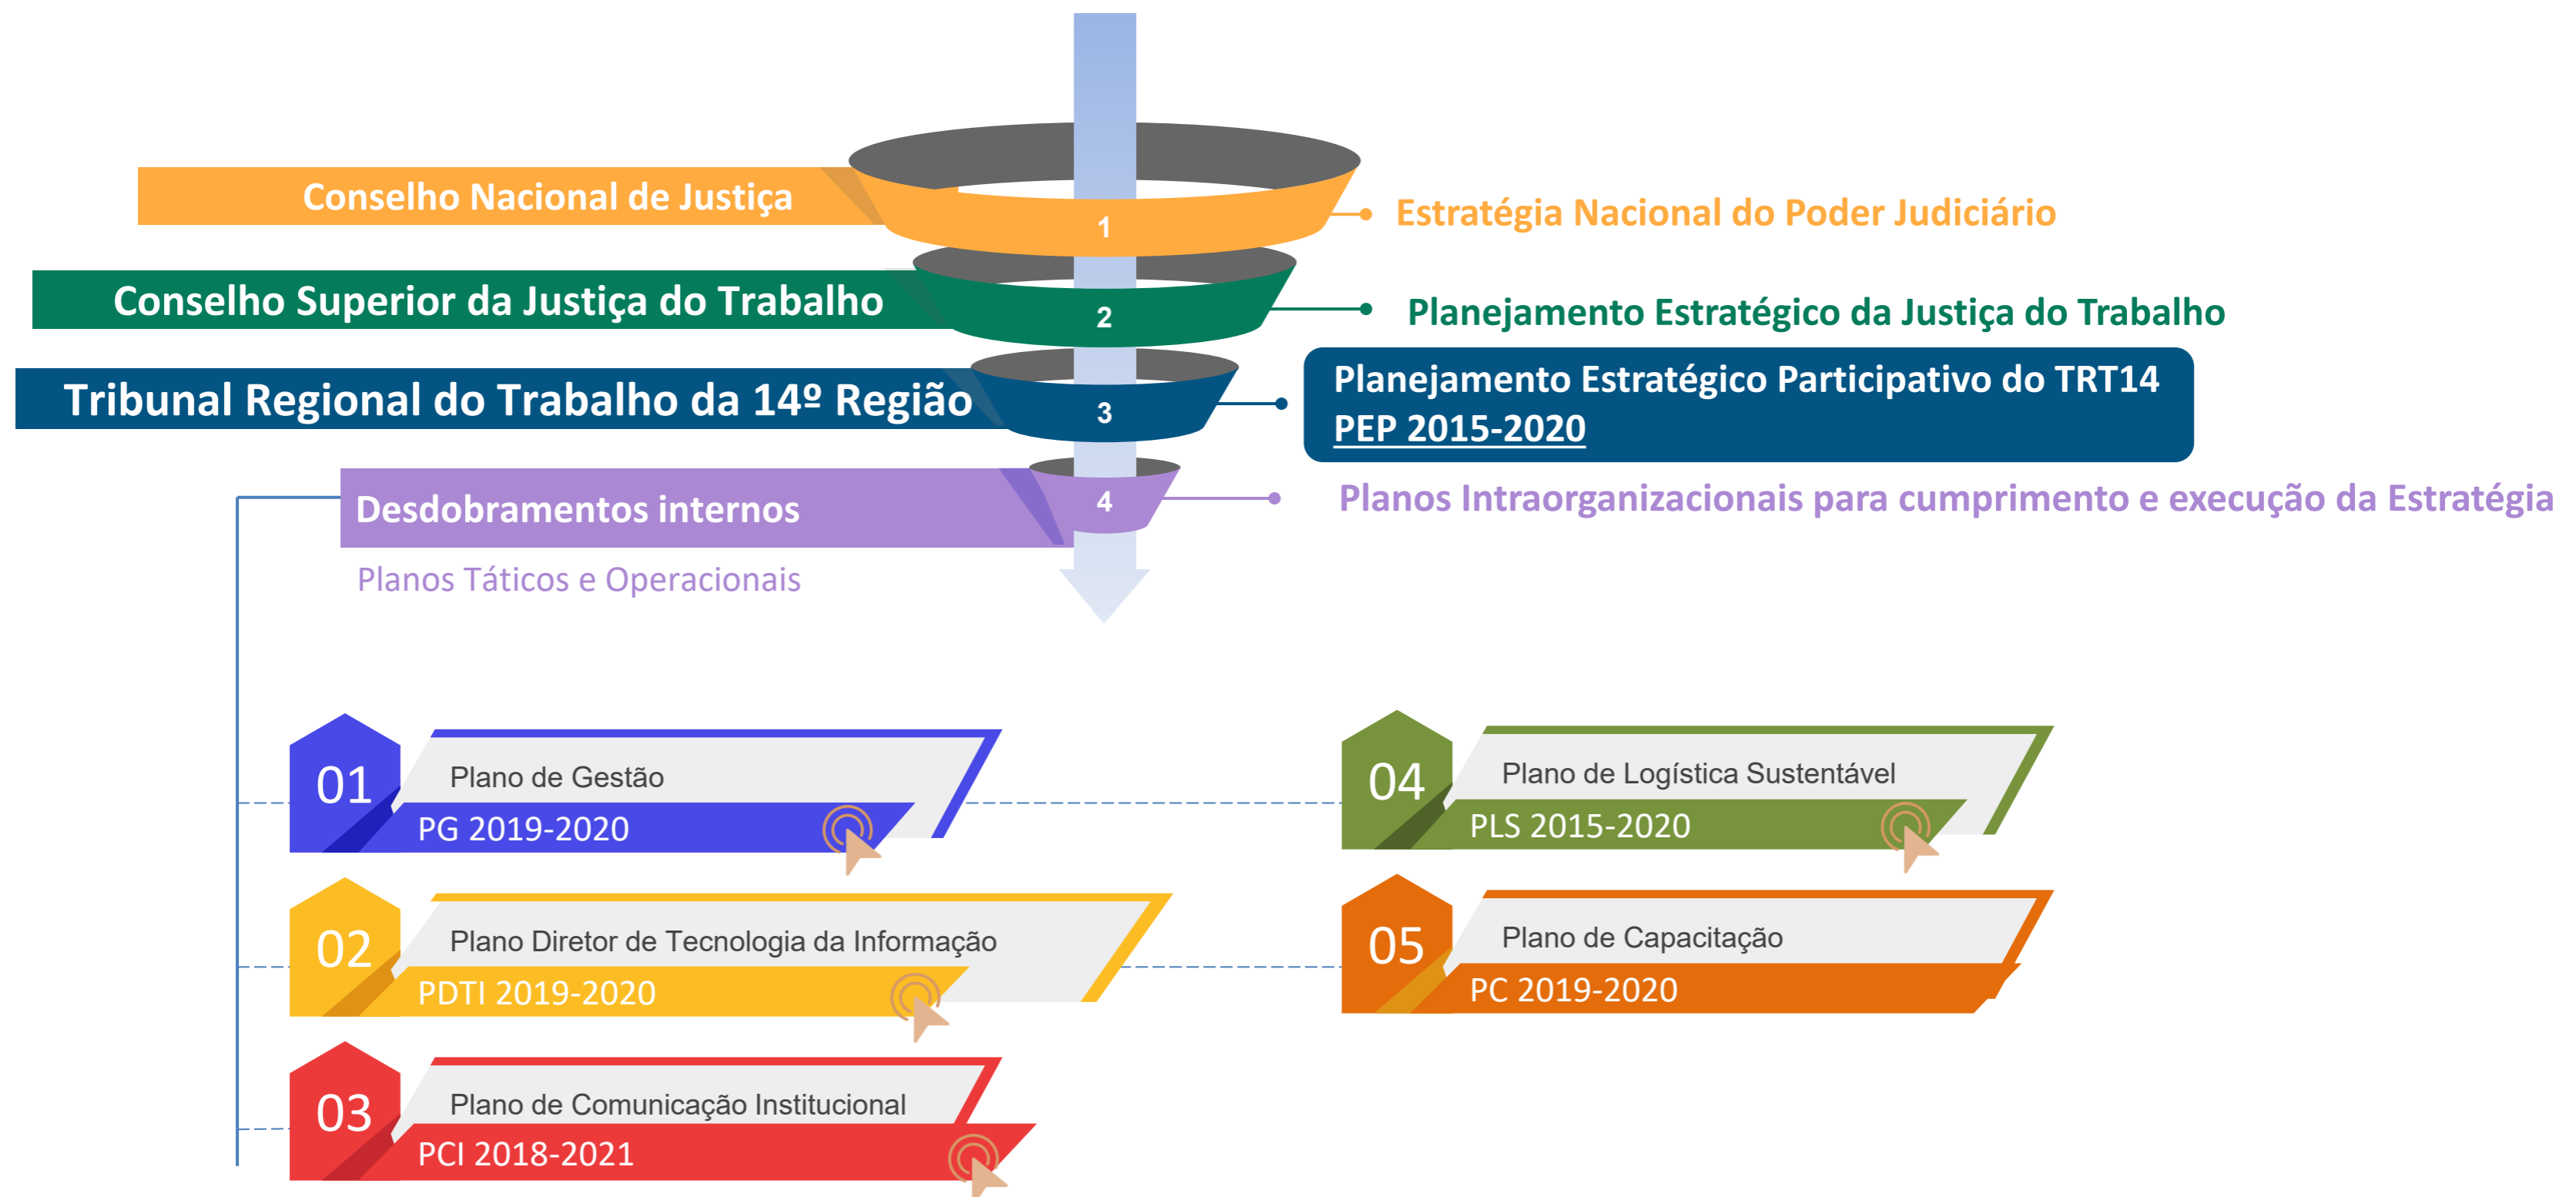 Conselho Nacional de Justiça
1
Estratégia Nacional do Poder Judiciário
Conselho Superior da Justiça do Trabalho
2
Planejamento Estratégico da Justiça do Trabalho
Tribunal Regional do Trabalho da 14º Região
3
Planejamento Estratégico Participativo do TRT14
PEP 2015-2020
Desdobramentos internos
4
Planos Intraorganizacionais para cumprimento e execução da Estratégia
Planos Táticos e Operacionais
01
Plano de Gestão
PG 2019-2020
02
Plano Diretor de Tecnologia da Informação
PDTI 2019-2020
03
Plano de Comunicação Institucional
PCI 2018-2021
04
Plano de Logística Sustentável
PLS 2015-2020
05
Plano de Capacitação
PC 2019-2020